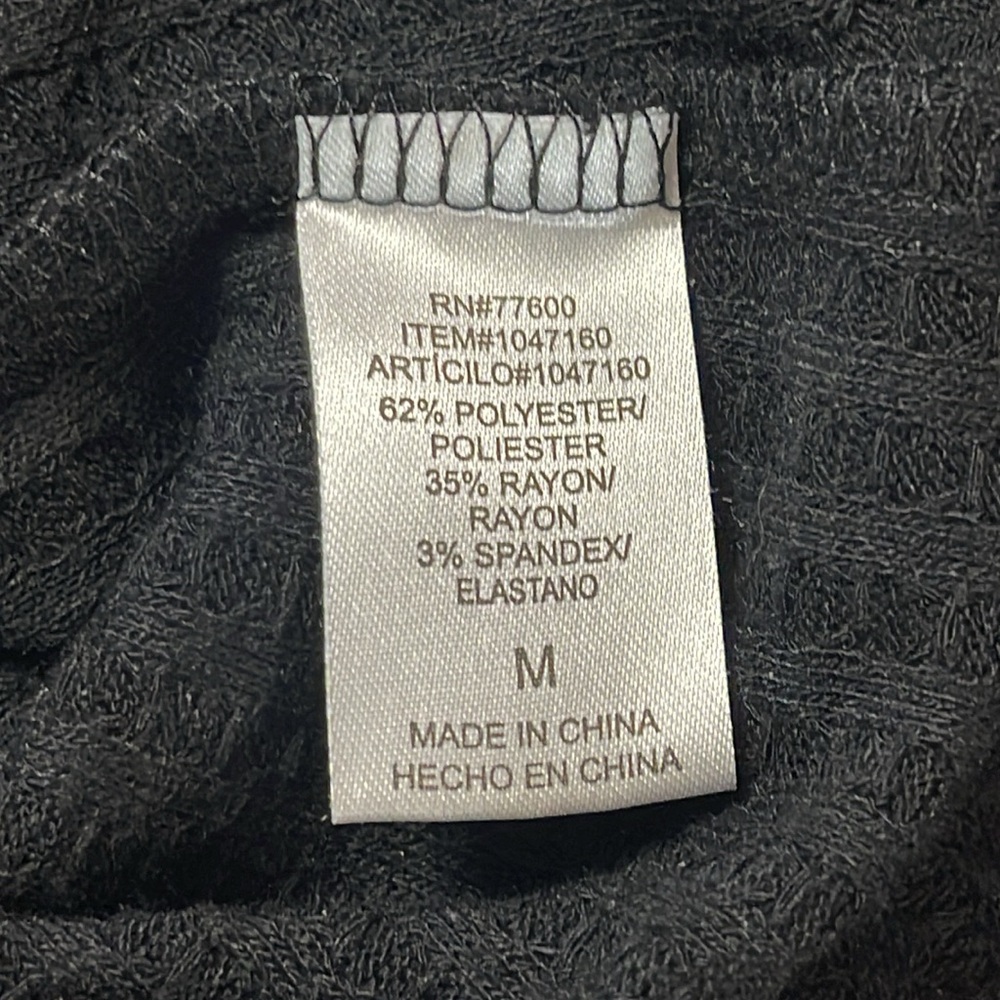 RN#77600
ITEM#1047160
ARTÍCILO#1047160
62% POLYESTER/
POLIESTER
35% RAYON/
RAYON
3% SPANDEX/
ELASTANO
M
MADE IN CHINA
HECHO EN CHINA